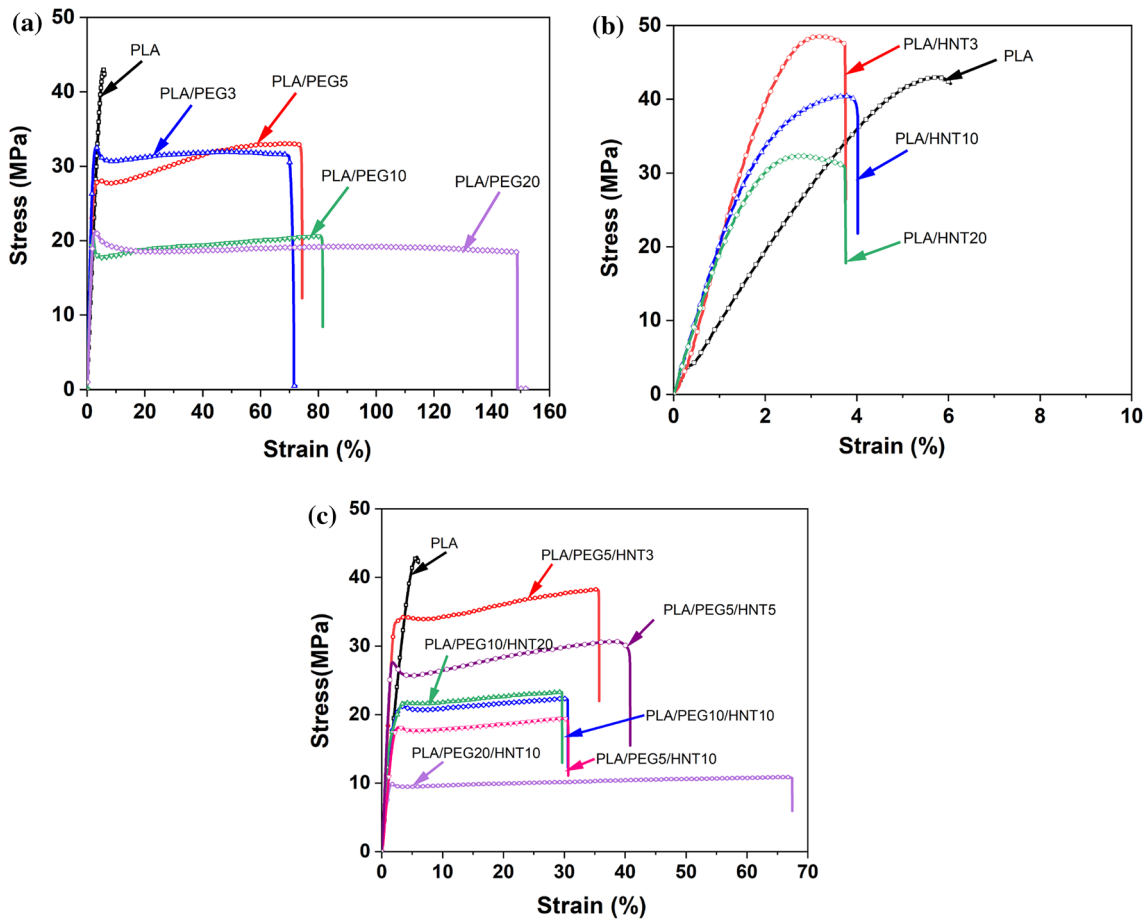 (a)
50
40
30
20
10
0
Stress (MPa)
PLA
PLA/PEG3
PLA/PEG5
PLA/PEG10
PLA/PEG20
0 20 40 60 80 100 120 140 160
Strain (%)
(b)
50
40
30
20
10
0
Stress (MPa)
PLA/HNT3
PLA
PLA/HNT10
PLA/HNT20
0 2 4 6 8 10
Strain (%)
(c)
50
40
30
20
10
0
Stress(MPa)
PLA
PLA/PEG5/HNT3
PLA/PEG5/HNT5
PLA/PEG10/HNT20
PLA/PEG10/HNT10
PLA/PEG20/HNT10
PLA/PEG5/HNT10
0 10 20 30 40 50 60 70
Strain (%)